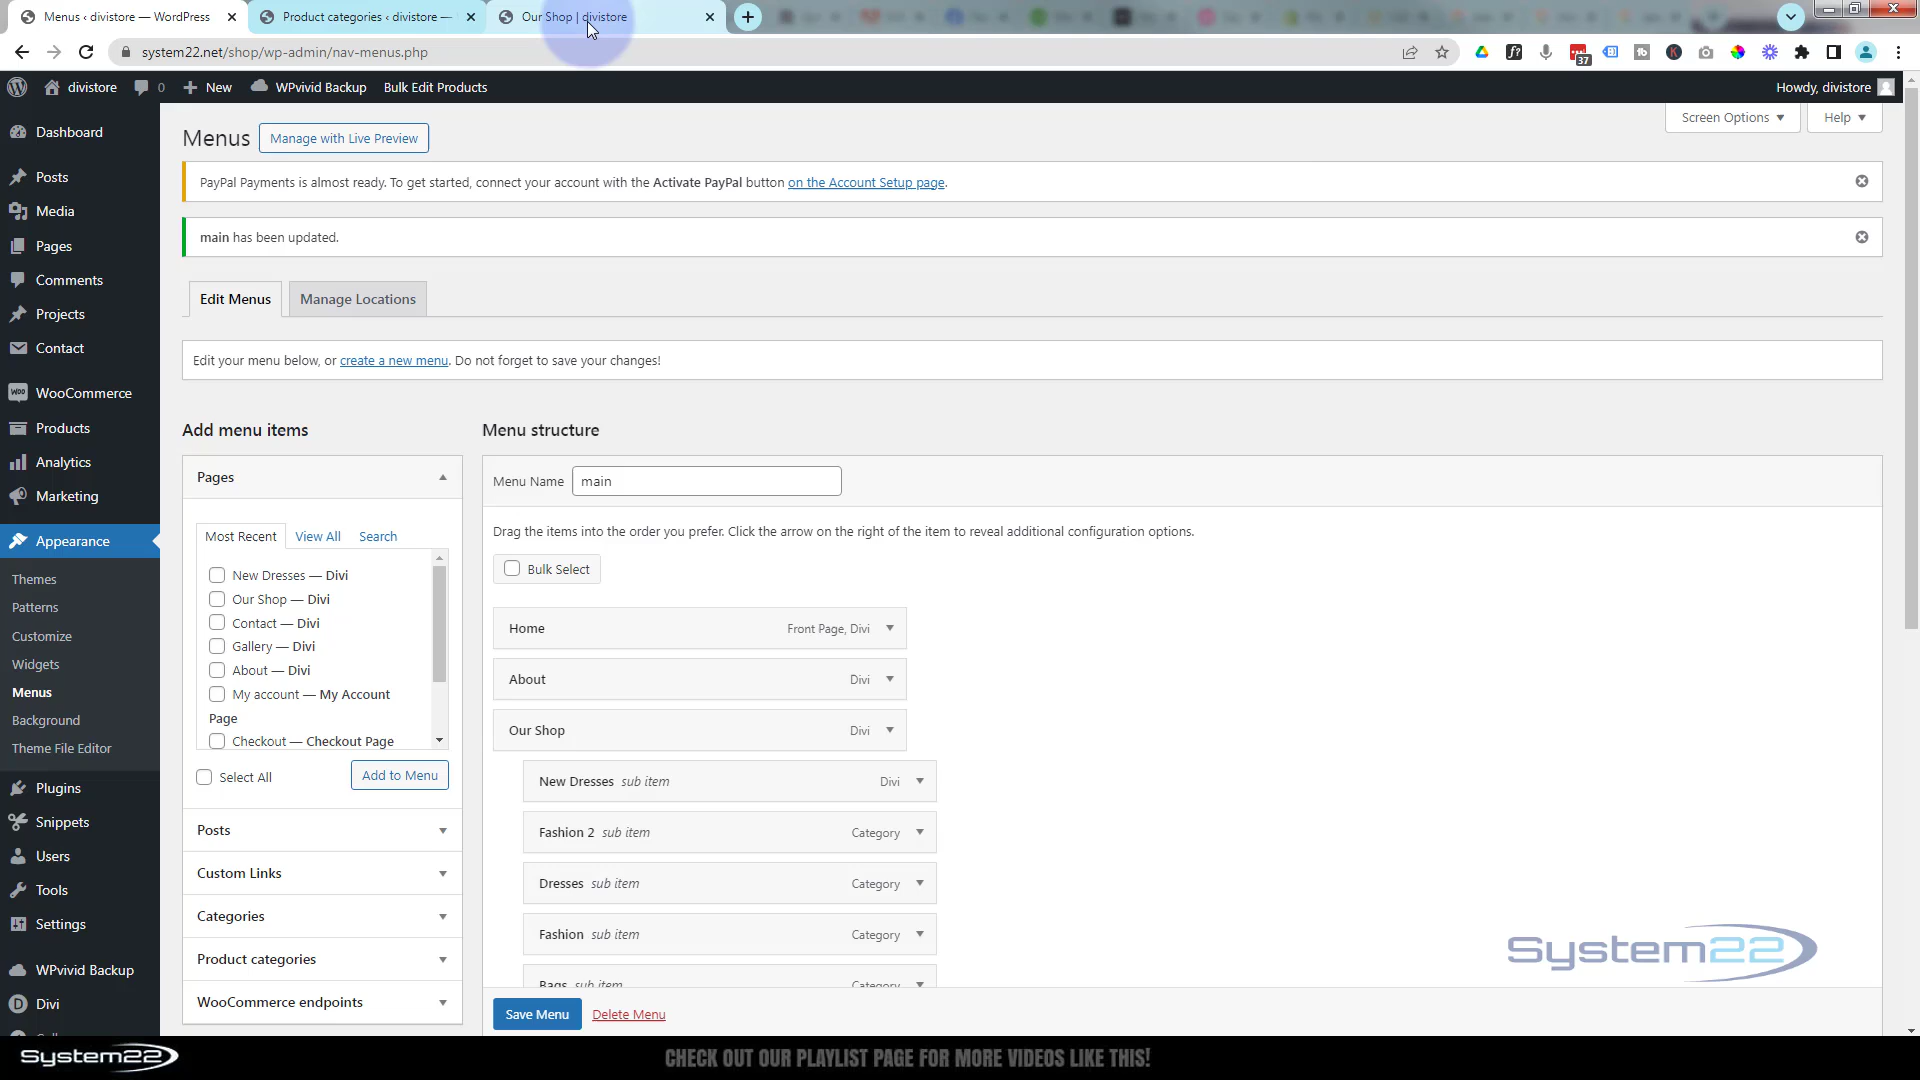 Menus ‹ divistore — WordPress
Product categories ‹ divistore —
Our Shop | divistore
system22.net/shop/wp-admin/nav-menus.php
37
divistore
0
New
WPvivid Backup
Bulk Edit Products
Howdy, divistore
Screen Options
Help
Dashboard
Posts
Media
Pages
Comments
Projects
Contact
WooCommerce
Products
Analytics
Marketing
Appearance
Themes
Patterns
Customize
Widgets
Menus
Background
Theme File Editor
Plugins
Snippets
Users
Tools
Settings
WPvivid Backup
Divi
Menus
Manage with Live Preview
PayPal Payments is almost ready. To get started, connect your account with the Activate PayPal button on the Account Setup page.
main has been updated.
Edit Menus
Manage Locations
Edit your menu below, or create a new menu. Do not forget to save your changes!
Add menu items
Pages
Most Recent
View All
Search
New Dresses — Divi
Our Shop — Divi
Contact — Divi
Gallery — Divi
About — Divi
My account — My Account
Page
Checkout — Checkout Page
Select All
Add to Menu
Posts
Custom Links
Categories
Product categories
WooCommerce endpoints
Menu structure
Menu Name
main
Drag the items into the order you prefer. Click the arrow on the right of the item to reveal additional configuration options.
Bulk Select
Home
Front Page, Divi
About
Divi
Our Shop
Divi
New Dresses sub item
Divi
Fashion 2 sub item
Category
Dresses sub item
Category
Fashion sub item
Category
Bags sub item
Category
Save Menu
Delete Menu
System22
System22
CHECK OUT OUR PLAYLIST PAGE FOR MORE VIDEOS LIKE THIS!